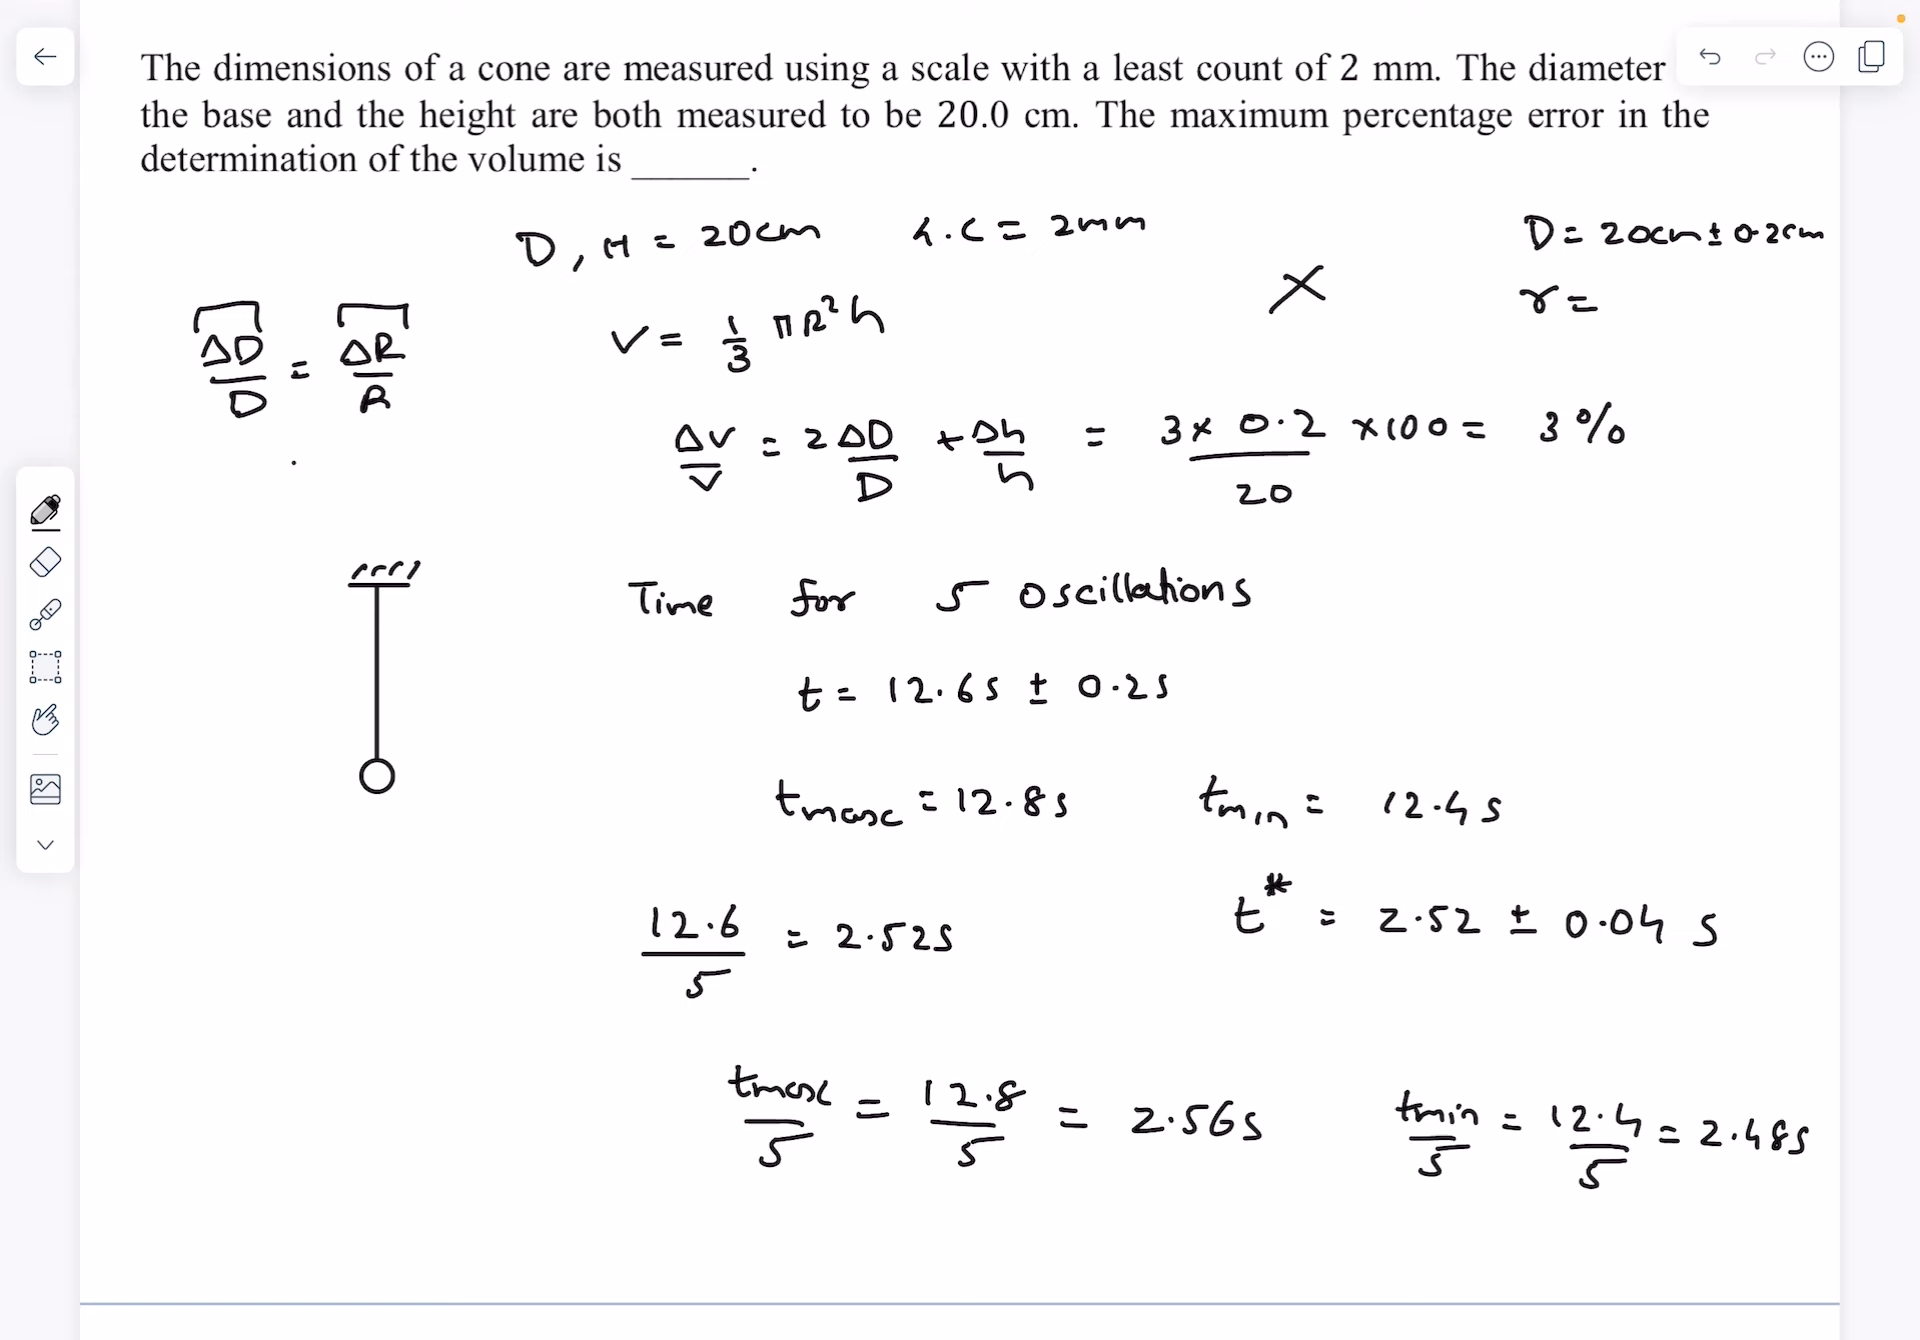 The dimensions of a cone are measured using a scale with a least count of 2 mm. The diameter
the base and the height are both measured to be 20.0 cm. The maximum percentage error in the
determination of the volume is ______.
D, H = 20cm   L.C = 2mm   D = 20cm ± 0.2cm
r =
V = 1/3 πR²h
ΔD/D = ΔR/R
ΔV/V = 2ΔD/D + Δh/h = 3 × 0.2/20 × 100 = 3%
Time for 5 oscillations
t = 12.6s ± 0.2s
tmax = 12.8s   tmin = 12.4s
12.6/5 = 2.52s   t* = 2.52 ± 0.04 s
tmax/5 = 12.8/5 = 2.56s   tmin/5 = 12.4/5 = 2.48s